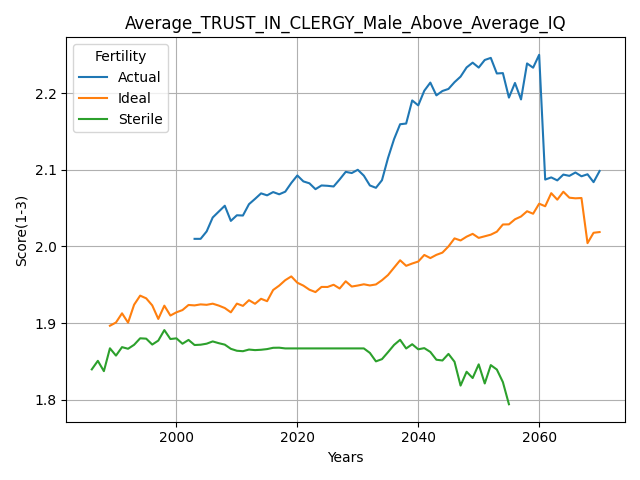 Average_TRUST_IN_CLERGY_Male_Above_Average_IQ
Fertility
Actual
Ideal
Sterile
Score(1-3)
2.2
2.1
2.0
1.9
1.8
2000
2020
2040
2060
Years